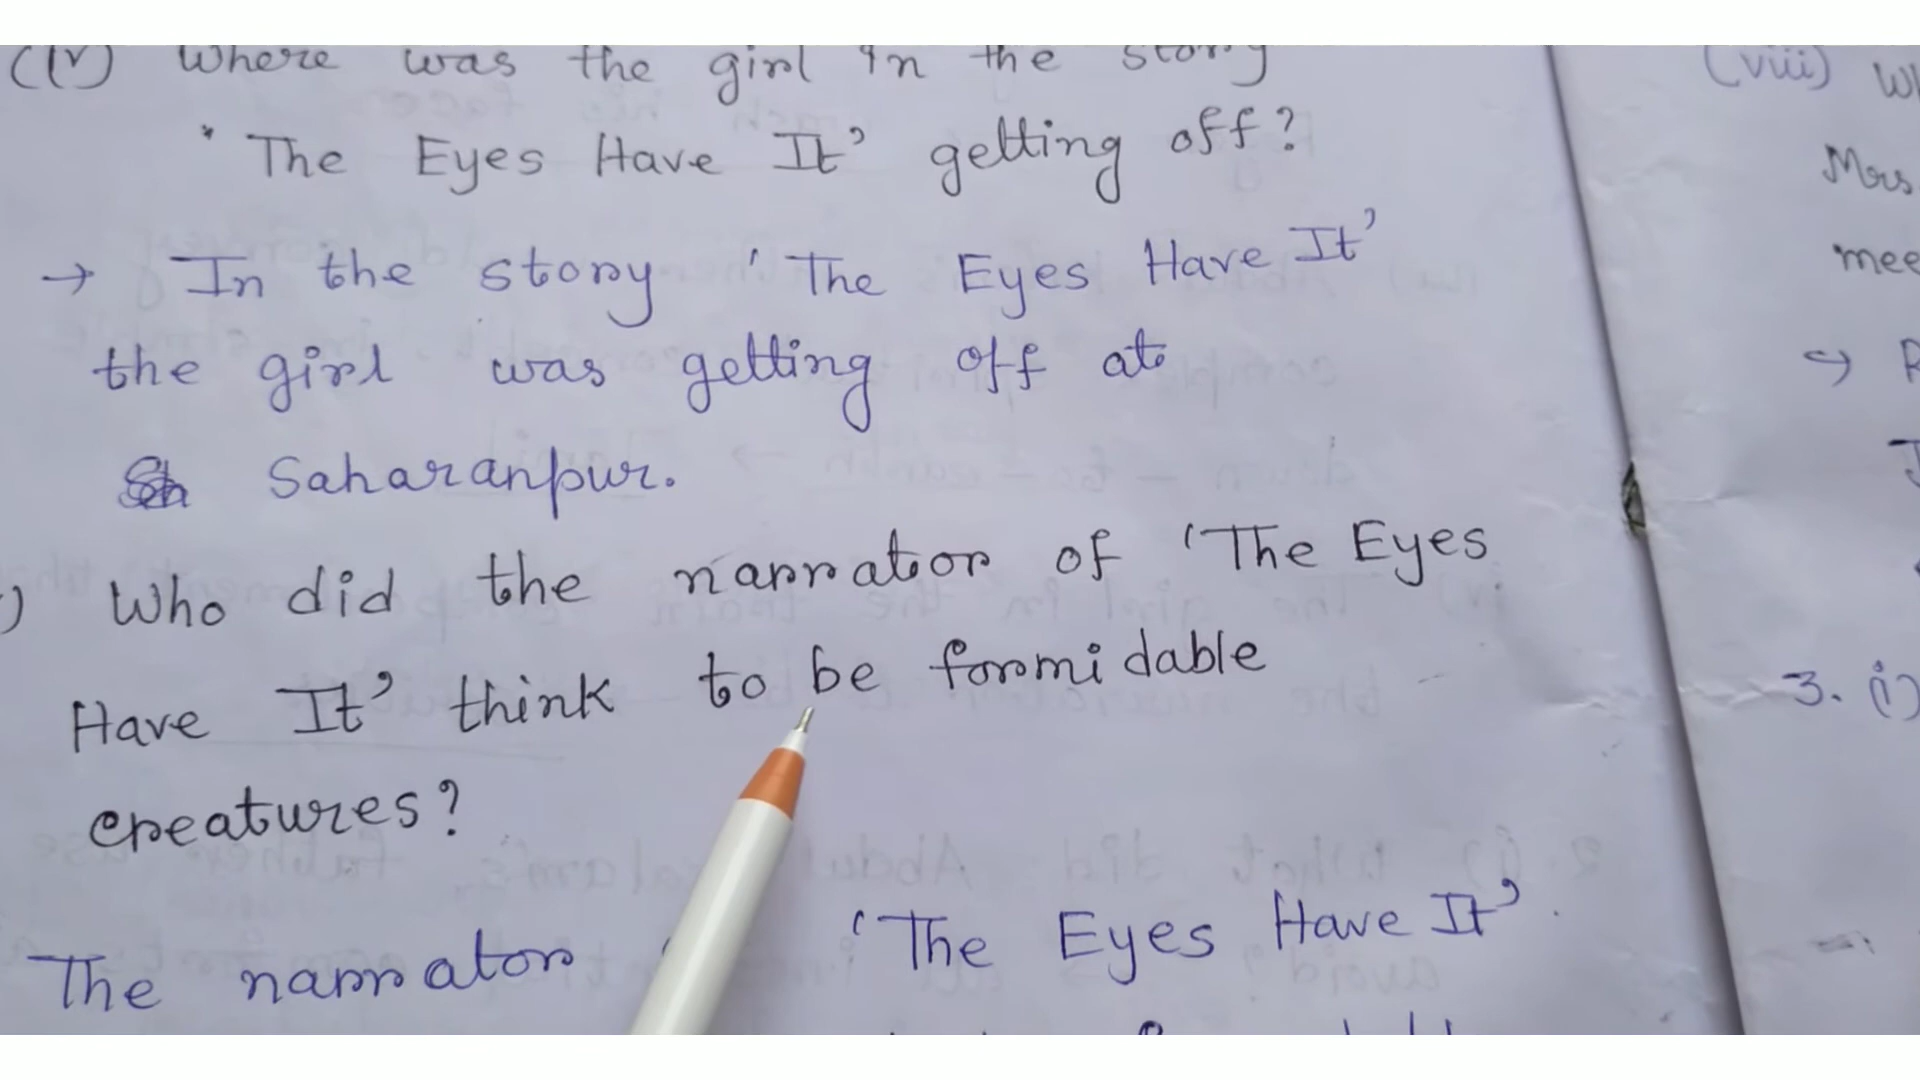 (iv) Where was the girl in the story
'The Eyes Have It' getting off?
→ In the story 'The Eyes Have It'
the girl was getting off at
Saharanpur.
) Who did the narrator of 'The Eyes
Have It' think to be formidable
creatures?
The narrator 'The Eyes Have It'
(viii) Wh
Mrs
mee
3. (i)